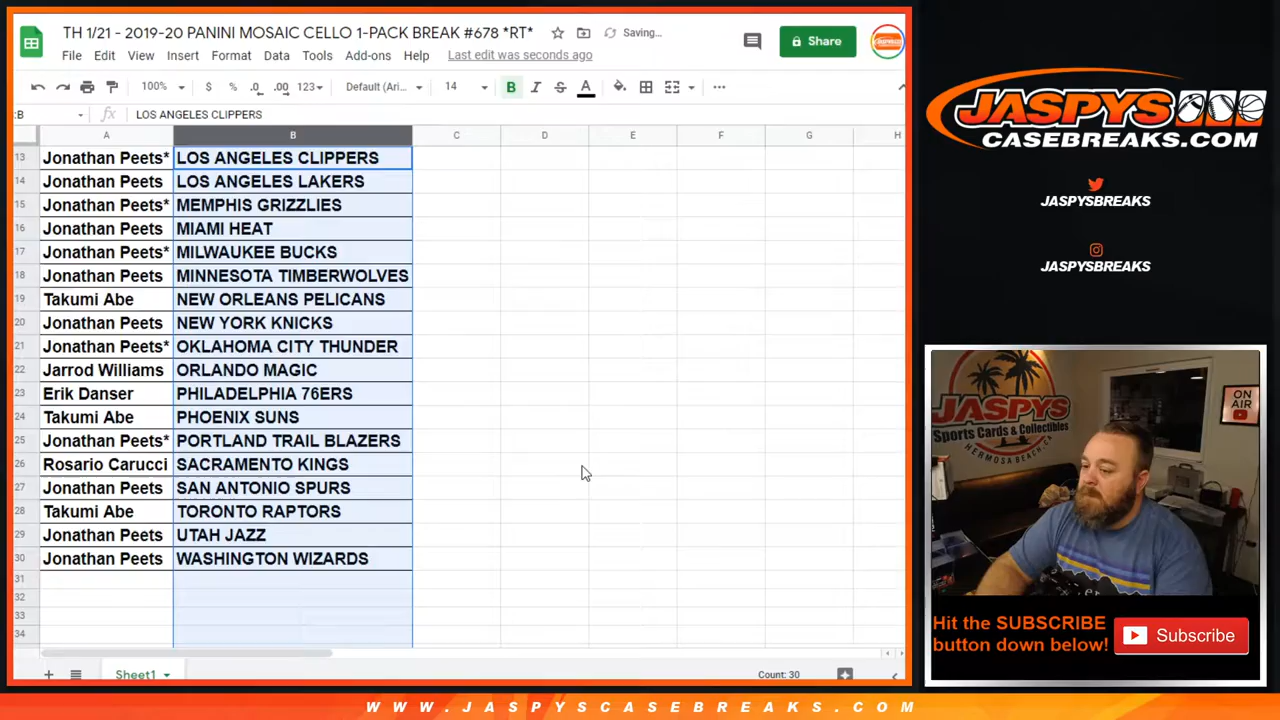 TH 1/21 - 2019-20 PANINI MOSAIC CELLO 1-PACK BREAK #678 *RT*
Saving...
Share
File Edit View Insert Format Data Tools Add-ons Help Last edit was seconds ago
100% $ % .0 .00 123 Default (Ari... 14 B I S A
:B fx LOS ANGELES CLIPPERS
A B C D E F G H
13 Jonathan Peets* LOS ANGELES CLIPPERS
14 Jonathan Peets LOS ANGELES LAKERS
15 Jonathan Peets* MEMPHIS GRIZZLIES
16 Jonathan Peets MIAMI HEAT
17 Jonathan Peets* MILWAUKEE BUCKS
18 Jonathan Peets MINNESOTA TIMBERWOLVES
19 Takumi Abe NEW ORLEANS PELICANS
20 Jonathan Peets NEW YORK KNICKS
21 Jonathan Peets* OKLAHOMA CITY THUNDER
22 Jarrod Williams ORLANDO MAGIC
23 Erik Danser PHILADELPHIA 76ERS
24 Takumi Abe PHOENIX SUNS
25 Jonathan Peets* PORTLAND TRAIL BLAZERS
26 Rosario Carucci SACRAMENTO KINGS
27 Jonathan Peets SAN ANTONIO SPURS
28 Takumi Abe TORONTO RAPTORS
29 Jonathan Peets UTAH JAZZ
30 Jonathan Peets WASHINGTON WIZARDS
31
32
33
34
Sheet1
Count: 30
JASPYS
CASEBREAKS.COM
JASPYSBREAKS
JASPYSBREAKS
JASPYS
Sports Cards & Collectibles
HERMOSA BEACH, CA
ON
AIR
Hit the SUBSCRIBE
button down below!
Subscribe
WWW.JASPYSCASEBREAKS.COM